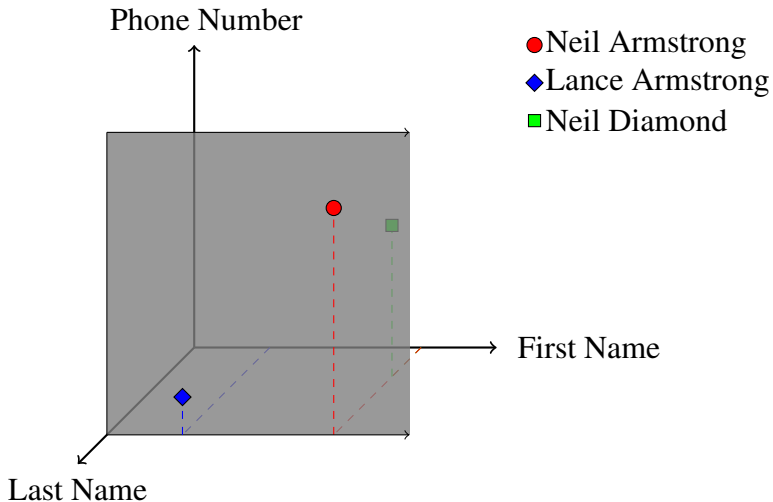 Phone Number
Neil Armstrong
Lance Armstrong
Neil Diamond
First Name
Last Name